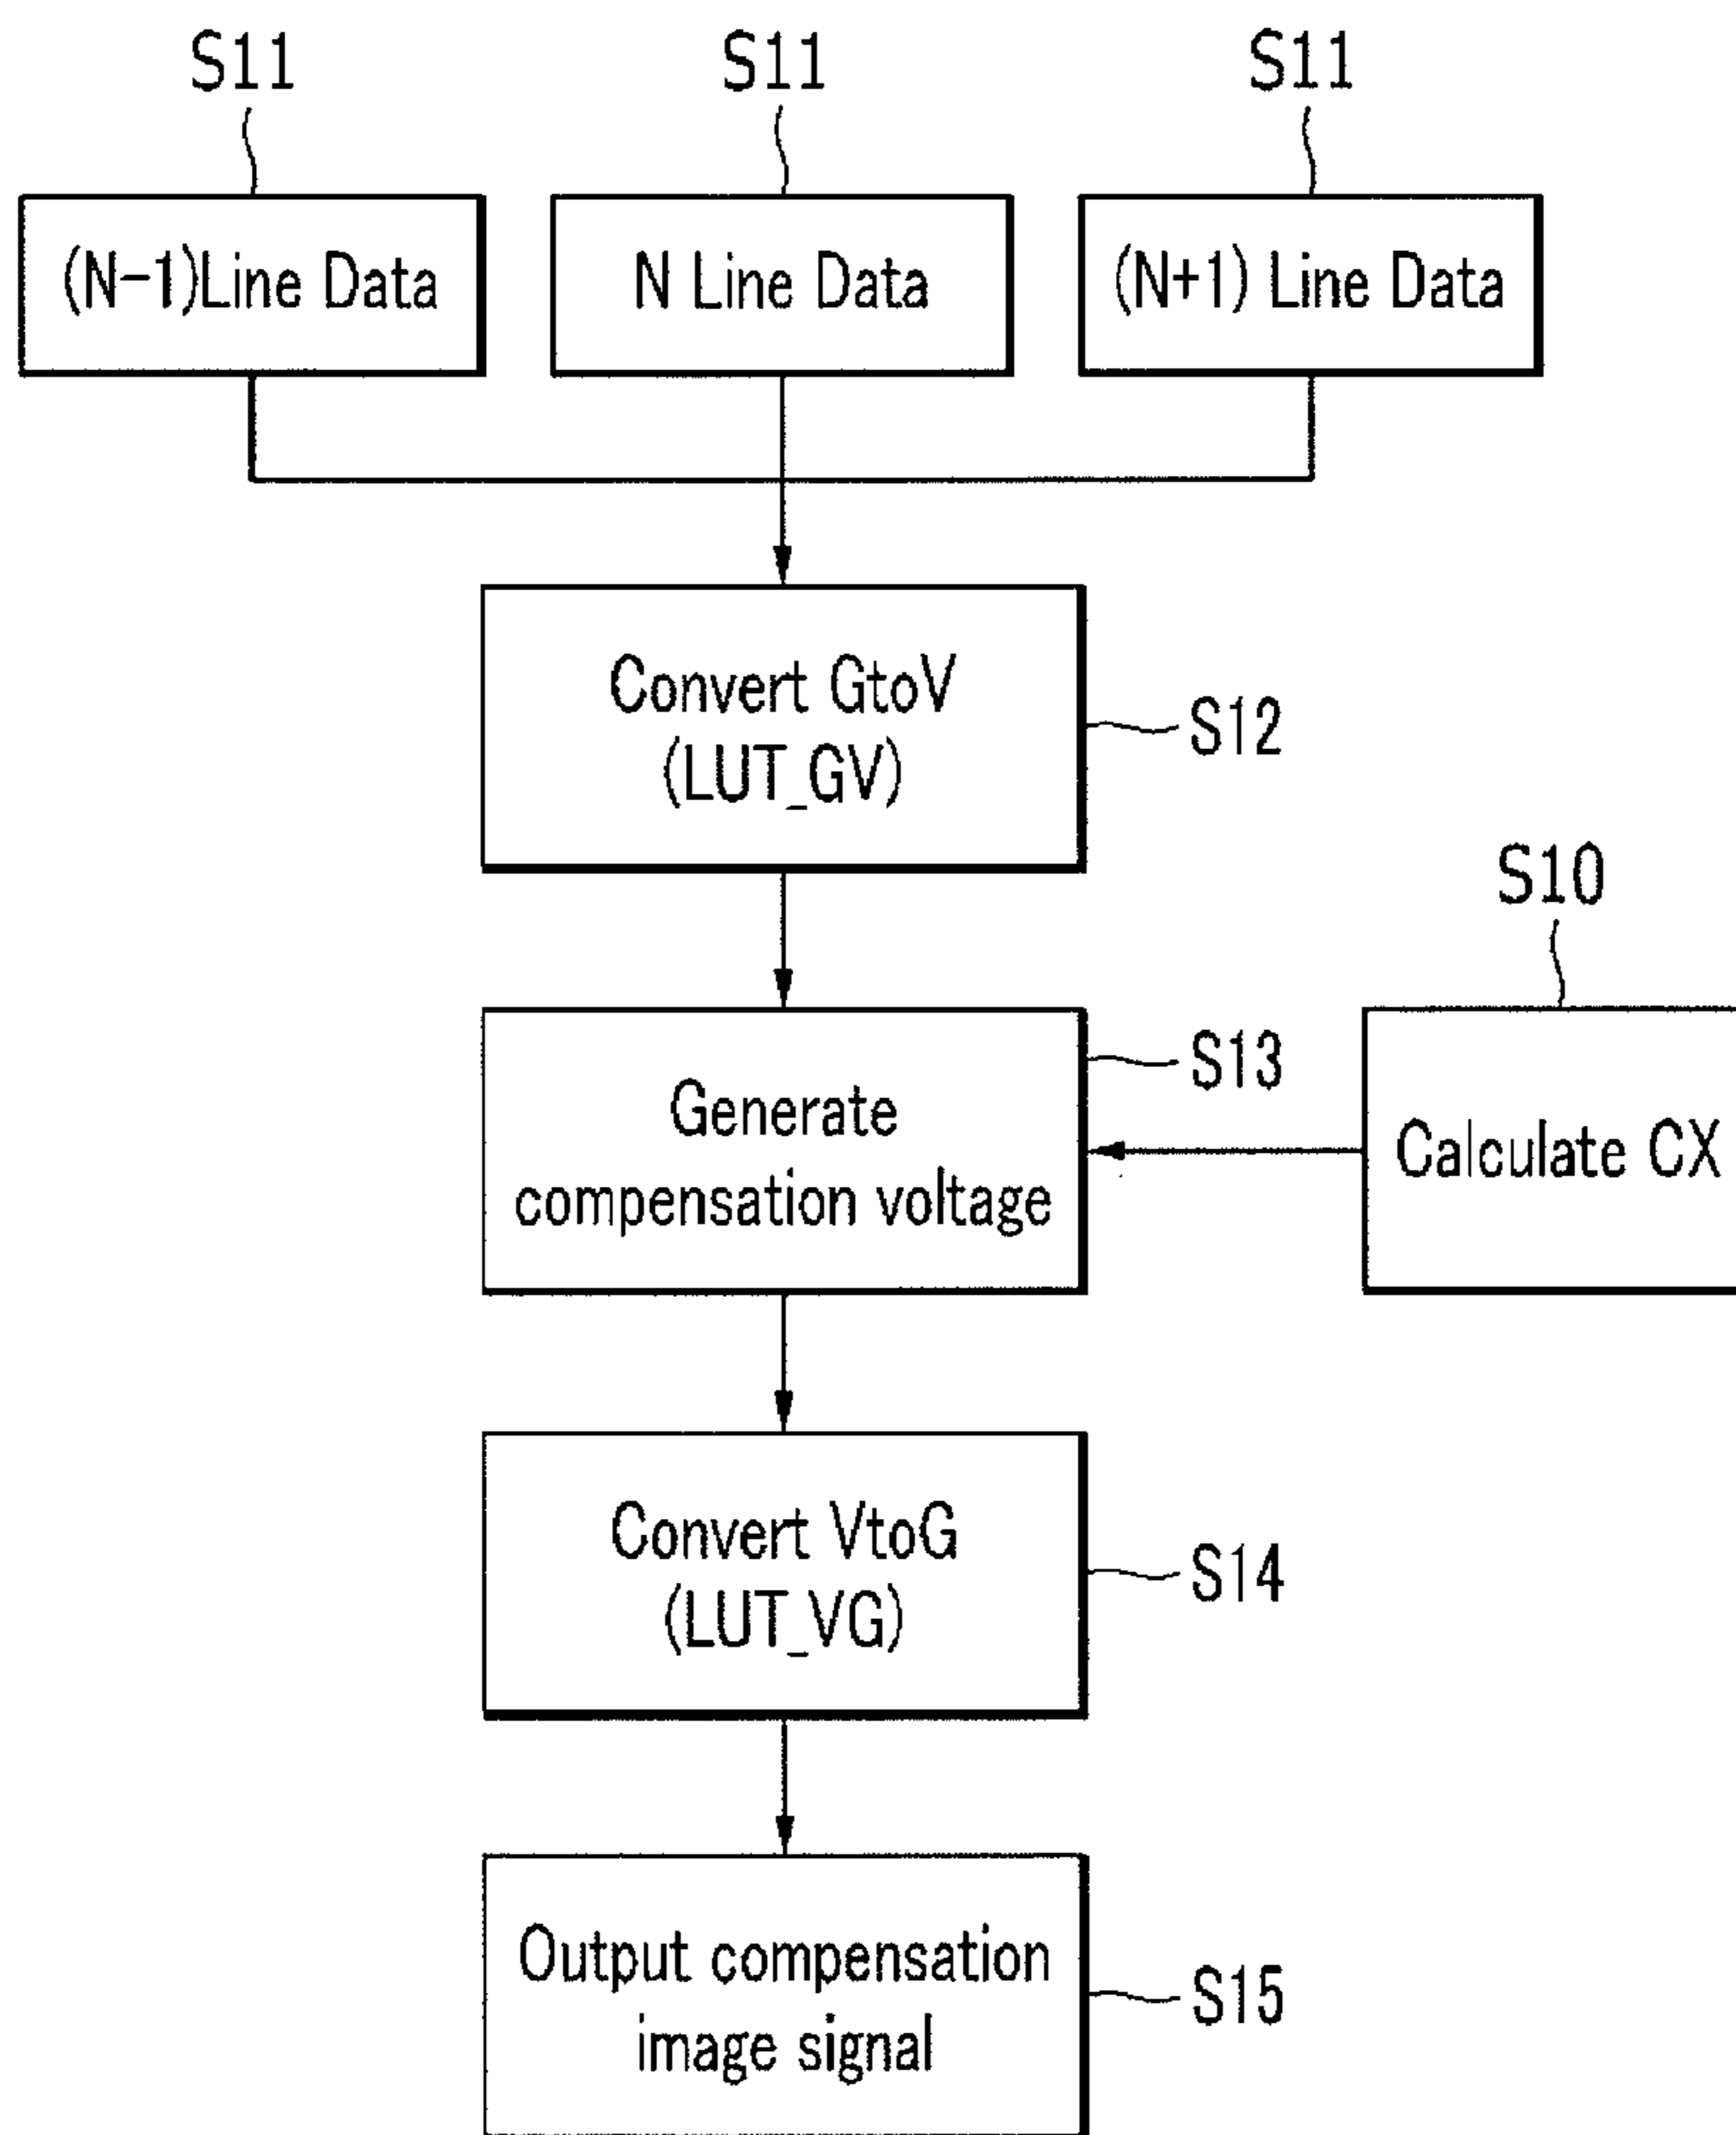 S11 S11 S11
(N-1)Line Data N Line Data (N+1) Line Data
Convert GtoV
(LUT_GV)
S12
S10
Generate
compensation voltage
S13
Calculate CX
Convert VtoG
(LUT_VG)
S14
Output compensation
image signal
S15